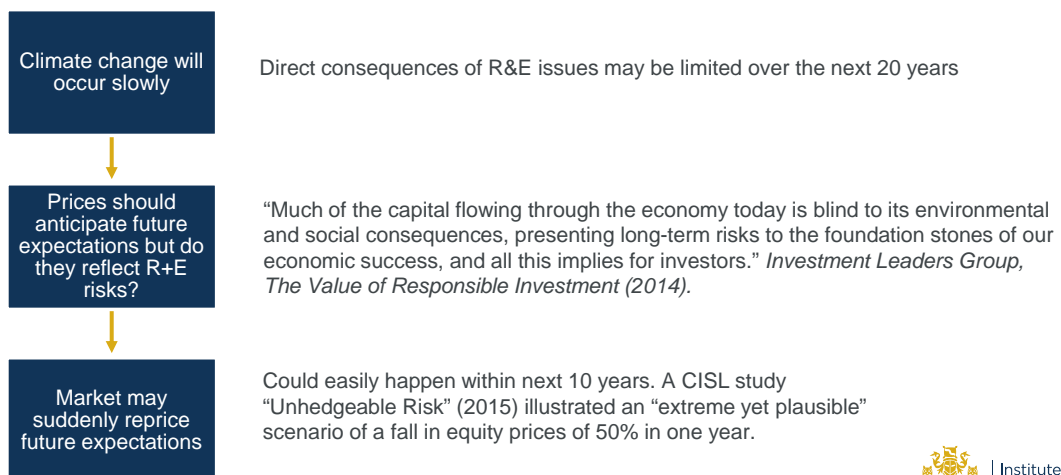 Climate change will
occur slowly
Direct consequences of R&E issues may be limited over the next 20 years
Prices should
anticipate future
expectations but do
they reflect R+E
risks?
“Much of the capital flowing through the economy today is blind to its environmental
and social consequences, presenting long-term risks to the foundation stones of our
economic success, and all this implies for investors.” Investment Leaders Group,
The Value of Responsible Investment (2014).
Market may
suddenly reprice
future expectations
Could easily happen within next 10 years. A CISL study
“Unhedgeable Risk” (2015) illustrated an “extreme yet plausible”
scenario of a fall in equity prices of 50% in one year.
Institute